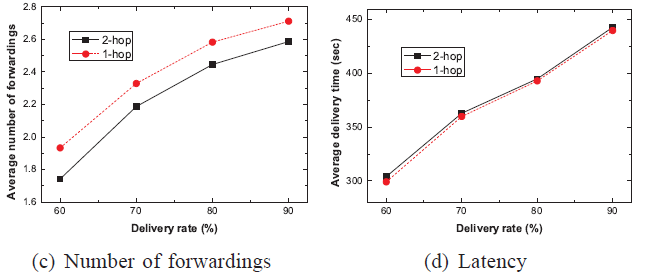 2.8
2.4
2.2
2.0
1.8
1.6
60
70
80
90
Average number of forwardings
Delivery rate (%)
2-hop
1-hop
(c) Number of forwardings
450
400
350
300
60
70
80
90
Average delivery time (sec)
Delivery rate (%)
2-hop
1-hop
(d) Latency